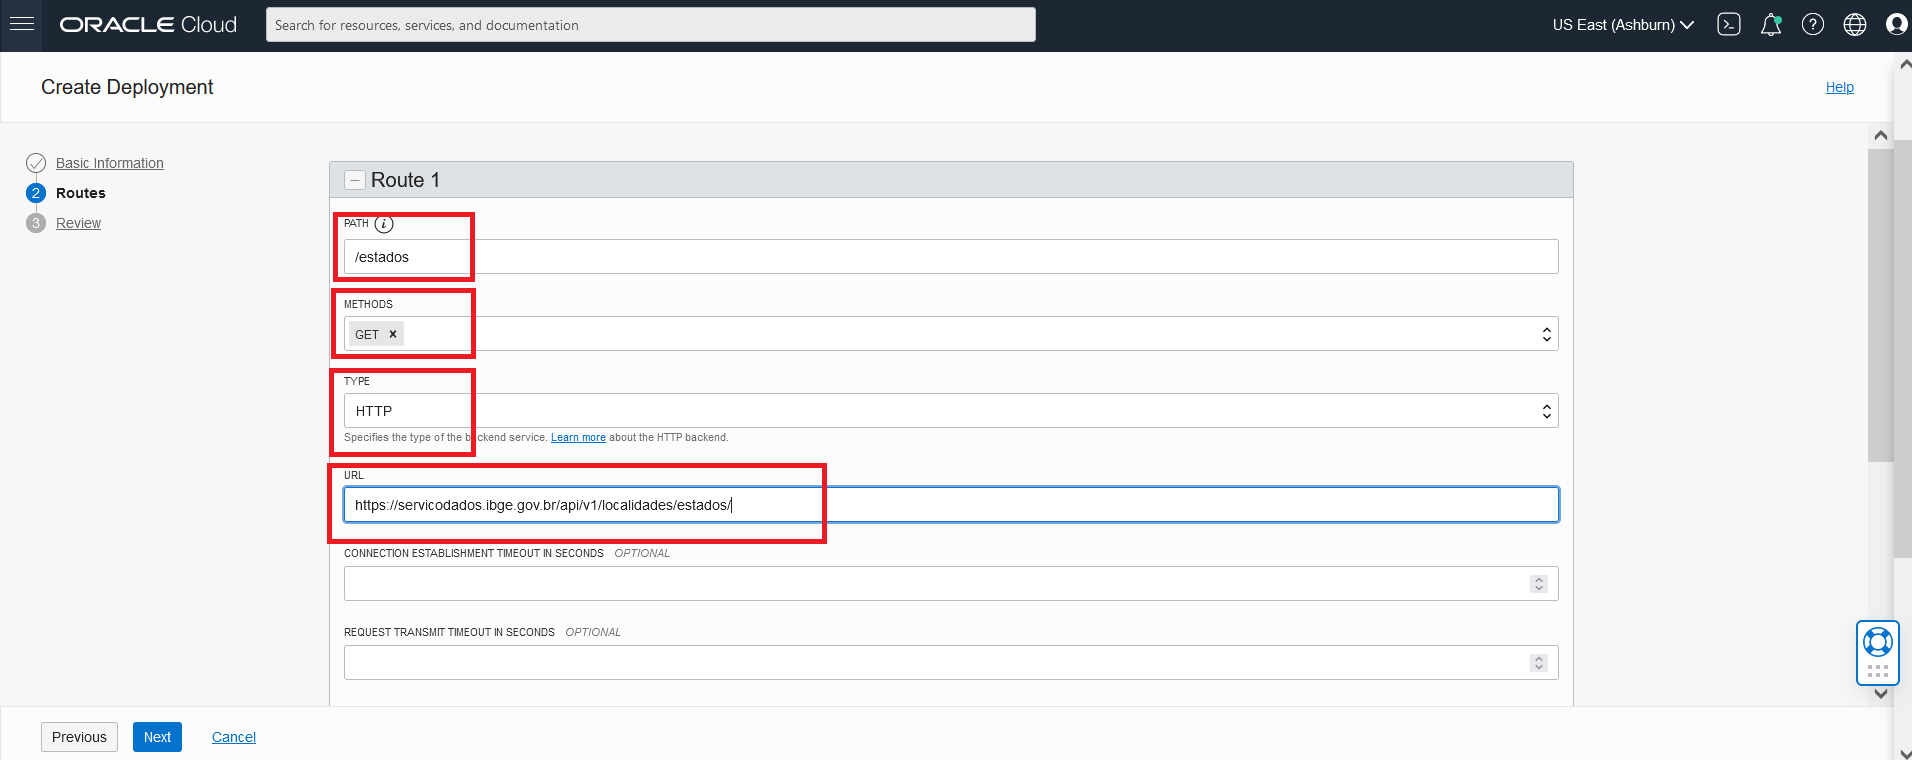 ORACLE Cloud
Search for resources, services, and documentation
US East (Ashburn)
Create Deployment
Help
Basic Information
2 Routes
3 Review
Route 1
PATH i
/estados
METHODS
GET ×
TYPE
HTTP
Specifies the type of the backend service. Learn more about the HTTP backend.
URL
https://servicodados.ibge.gov.br/api/v1/localidades/estados/
CONNECTION ESTABLISHMENT TIMEOUT IN SECONDS OPTIONAL
REQUEST TRANSMIT TIMEOUT IN SECONDS OPTIONAL
Previous
Next
Cancel